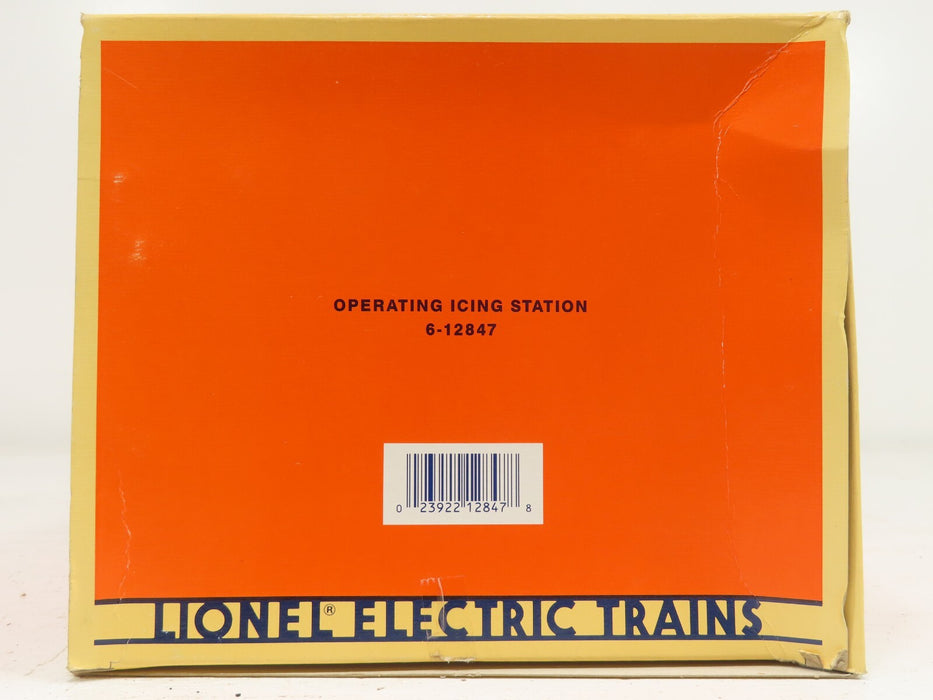 OPERATING ICING STATION
6-12847
0 23922 12847 8
LIONEL® ELECTRIC TRAINS